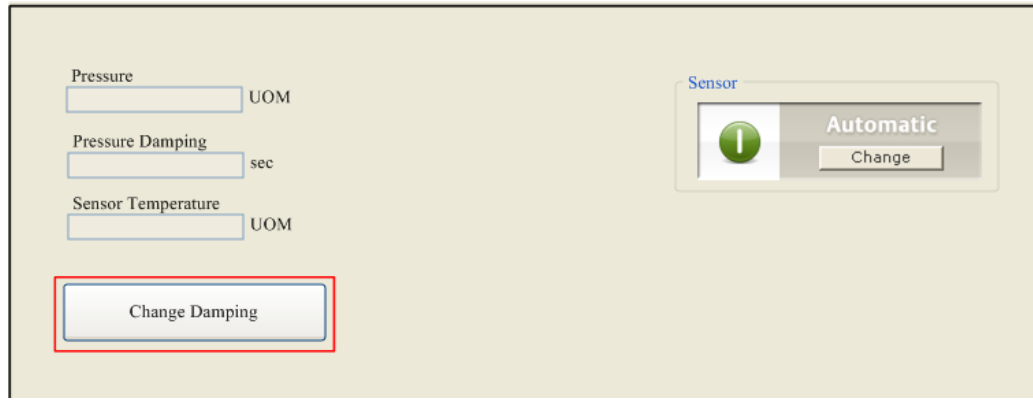 Pressure
UOM
Pressure Damping
sec
Sensor Temperature
UOM
Change Damping
Sensor
Automatic
Change